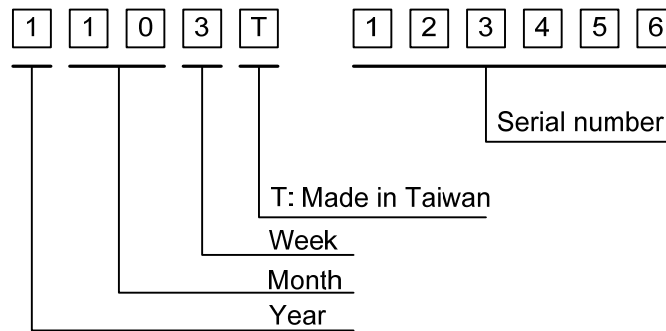 1 1 0 3 T 1 2 3 4 5 6
Serial number
T: Made in Taiwan
Week
Month
Year